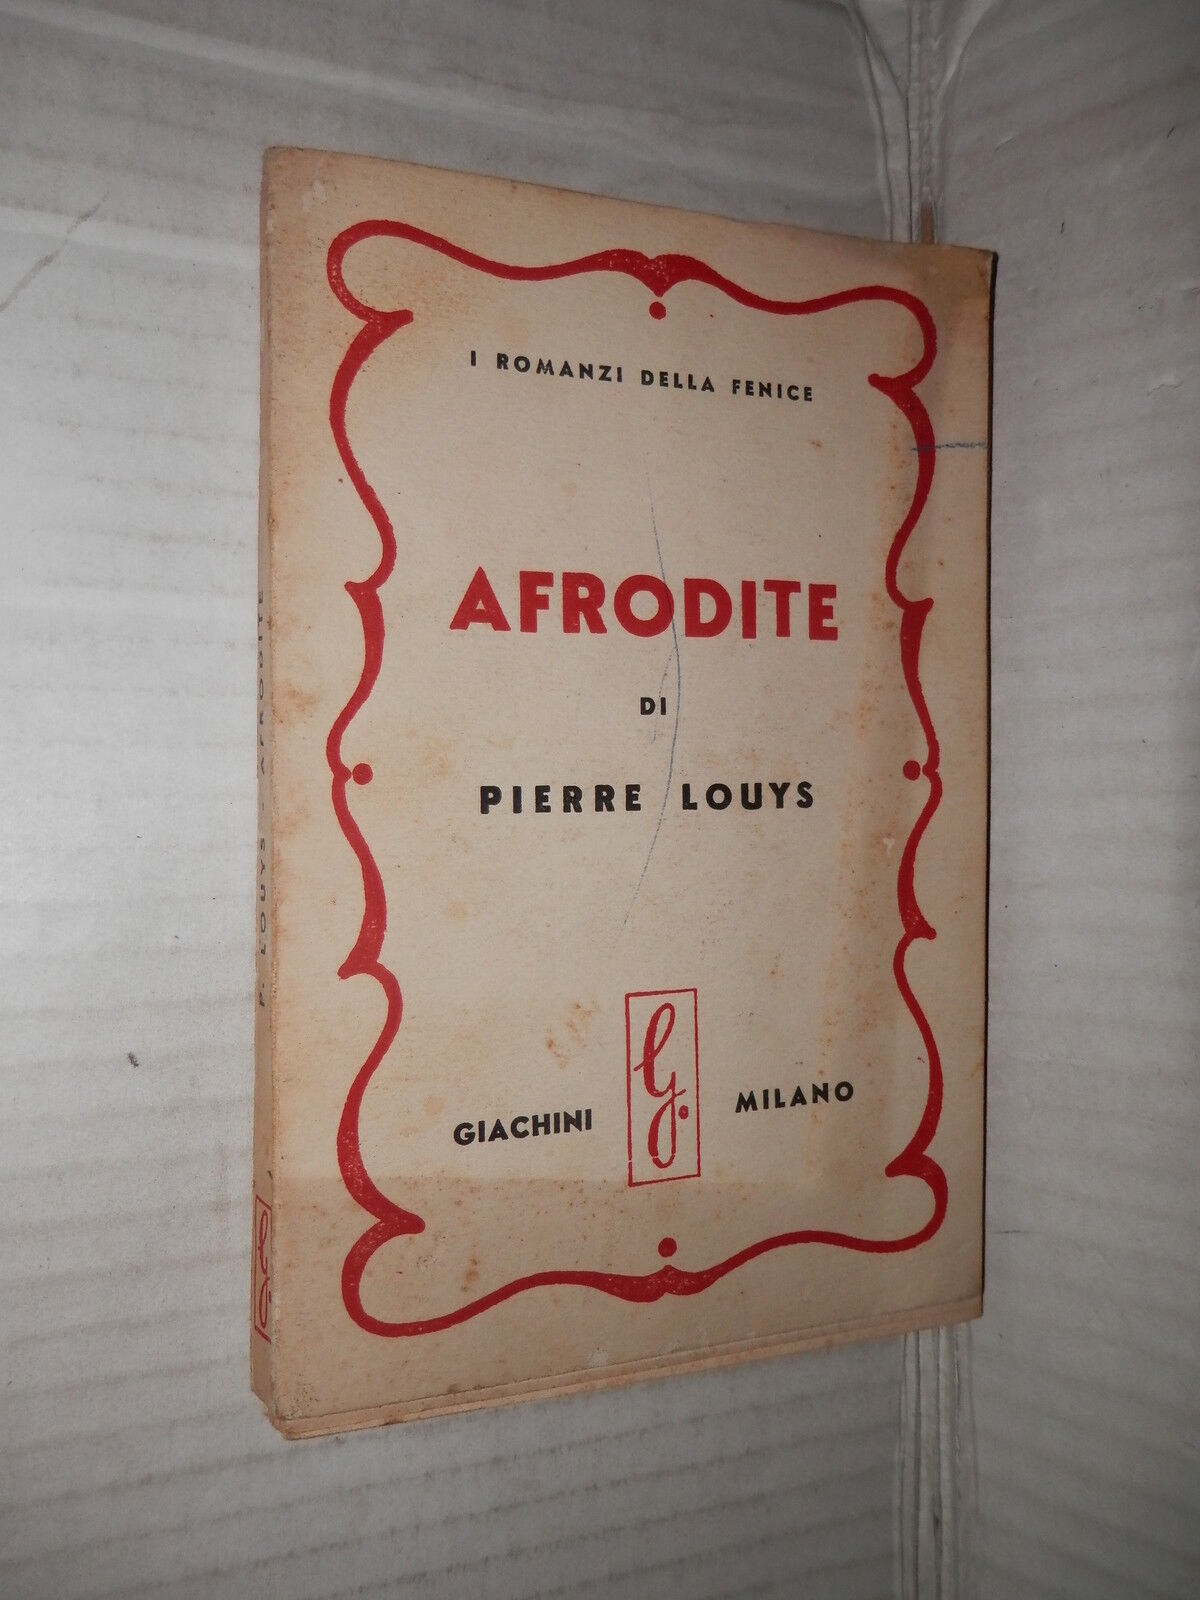 I ROMANZI DELLA FENICE
AFRODITE
DI
PIERRE LOUYS
GIACHINI G. MILANO
P. LOUYS - AFRODITE
G.